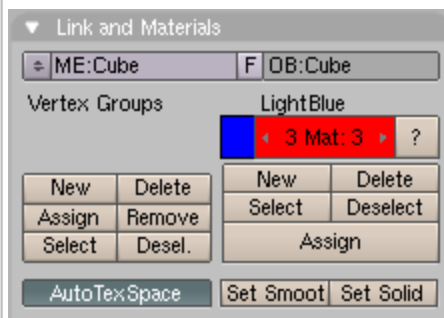 Link and Materials
ME:Cube F OB:Cube
Vertex Groups LightBlue
3 Mat: 3 ?
New Delete New Delete
Assign Remove Select Deselect
Select Desel. Assign
AutoTexSpace Set Smoot Set Solid